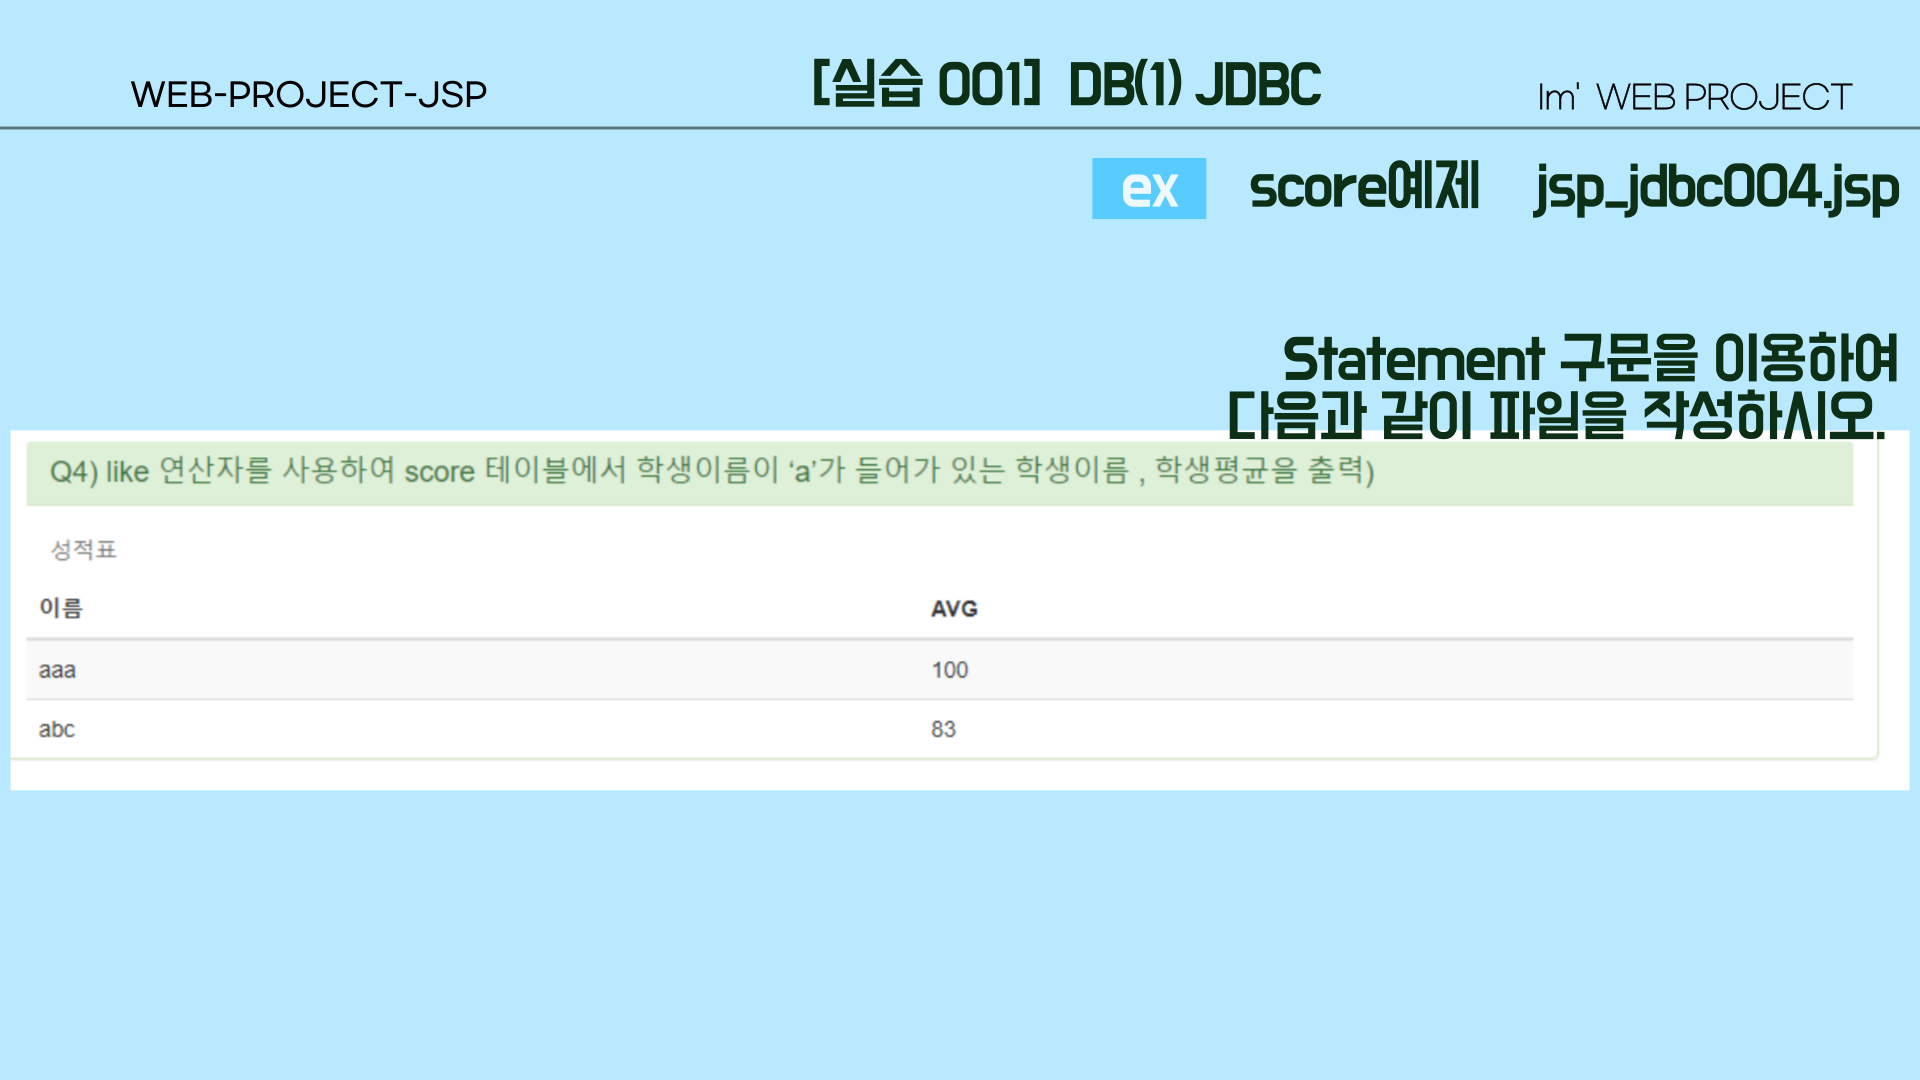 WEB-PROJECT-JSP
[실습 001] DB(1) JDBC
Im' WEB PROJECT
ex score예제 jsp_jdbc004.jsp
Statement 구문을 이용하여
다음과 같이 파일을 작성하시오.
Q4) like 연산자를 사용하여 score 테이블에서 학생이름이 ‘a’가 들어가 있는 학생이름 , 학생평균을 출력)
성적표
이름 AVG
aaa 100
abc 83